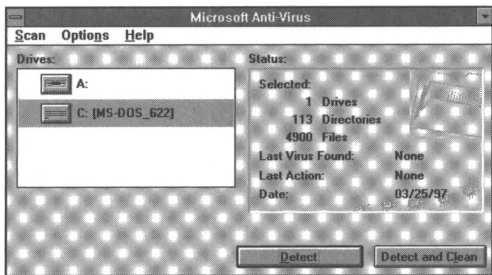 Microsoft Anti-Virus
Scan Options Help
Drives:
A:
C: [MS-DOS_622]
Status:
Selected:
1 Drives
113 Directories
4900 Files
Last Virus Found: None
Last Action: None
Date: 03/25/97
Detect
Detect and Clean